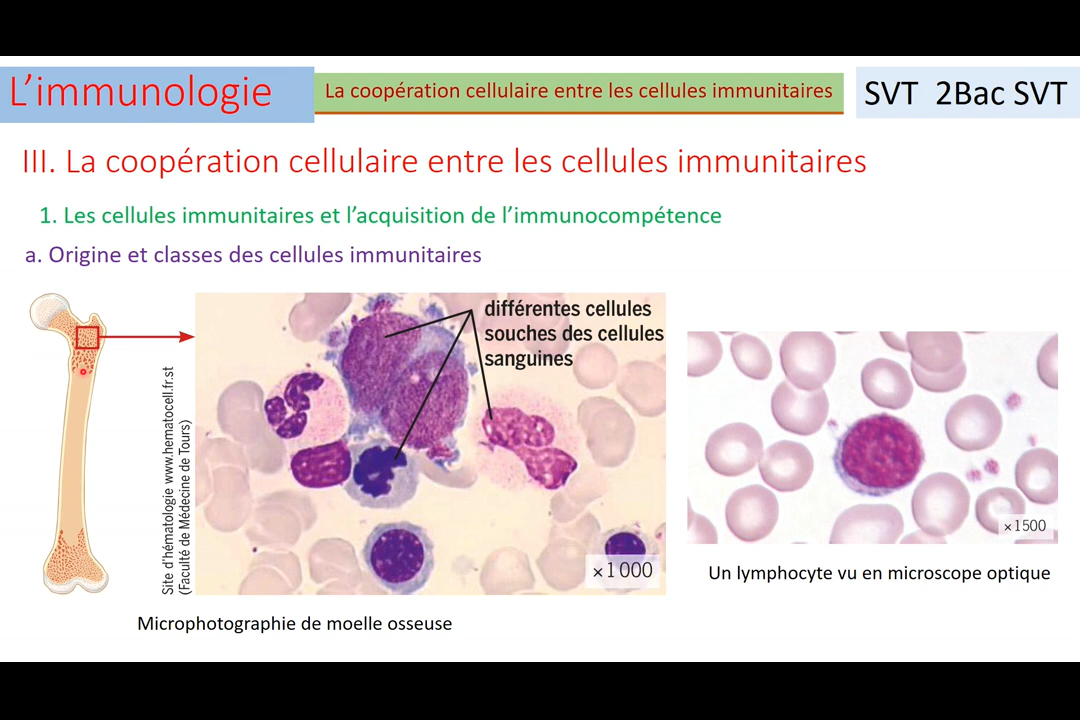 L’immunologie
La coopération cellulaire entre les cellules immunitaires
SVT 2Bac SVT
III. La coopération cellulaire entre les cellules immunitaires
1. Les cellules immunitaires et l’acquisition de l’immunocompétence
a. Origine et classes des cellules immunitaires
Site d'hématologie www.hematocell.fr.st
(Faculté de Médecine de Tours)
différentes cellules
souches des cellules
sanguines
×1 000
×1500
Un lymphocyte vu en microscope optique
Microphotographie de moelle osseuse